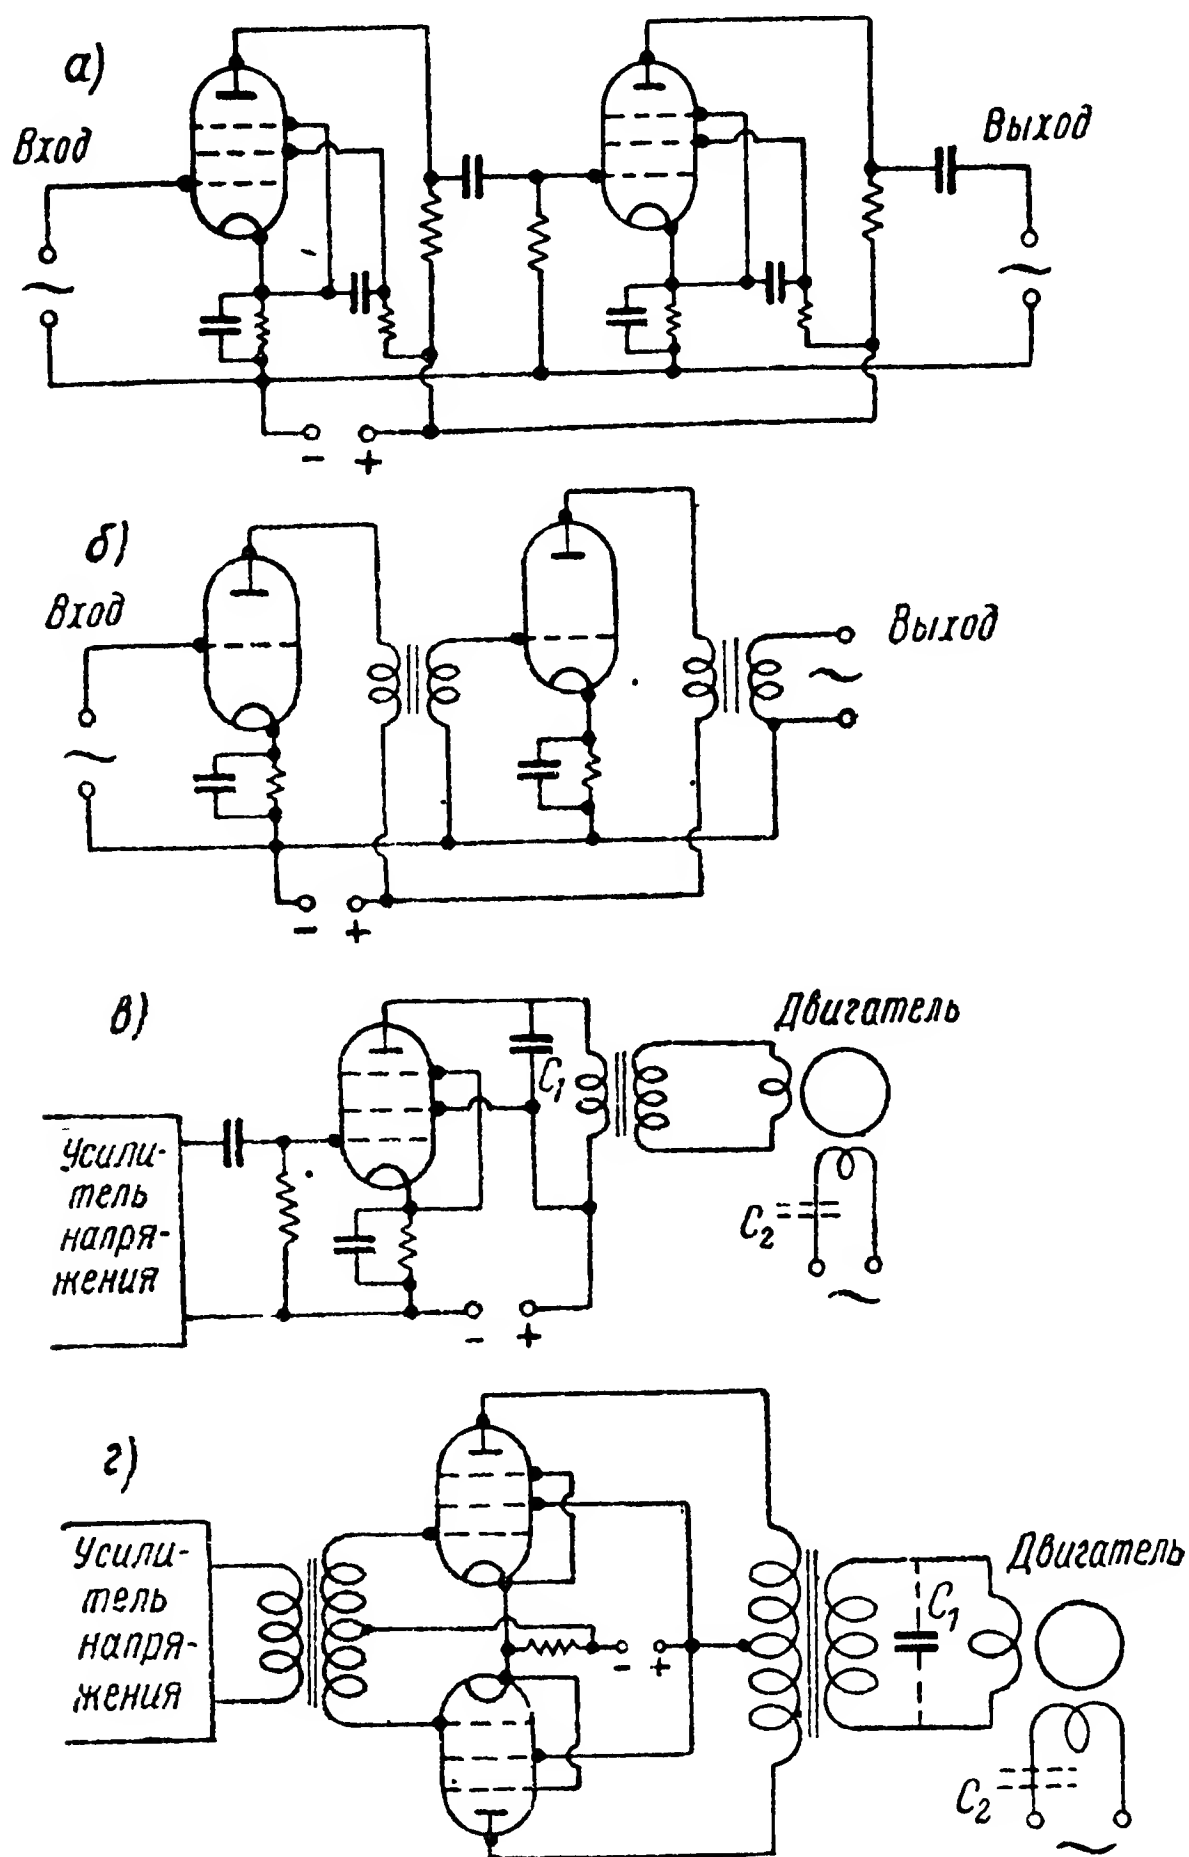 а)
Вход
Выход
~
~
- +
б)
Вход
Выход
~
~
- +
в)
Двигатель
C₁
Усили-
тель
напря-
жения
C₂
~
- +
г)
Усили-
тель
напря-
жения
Двигатель
C₁
- +
C₂
~